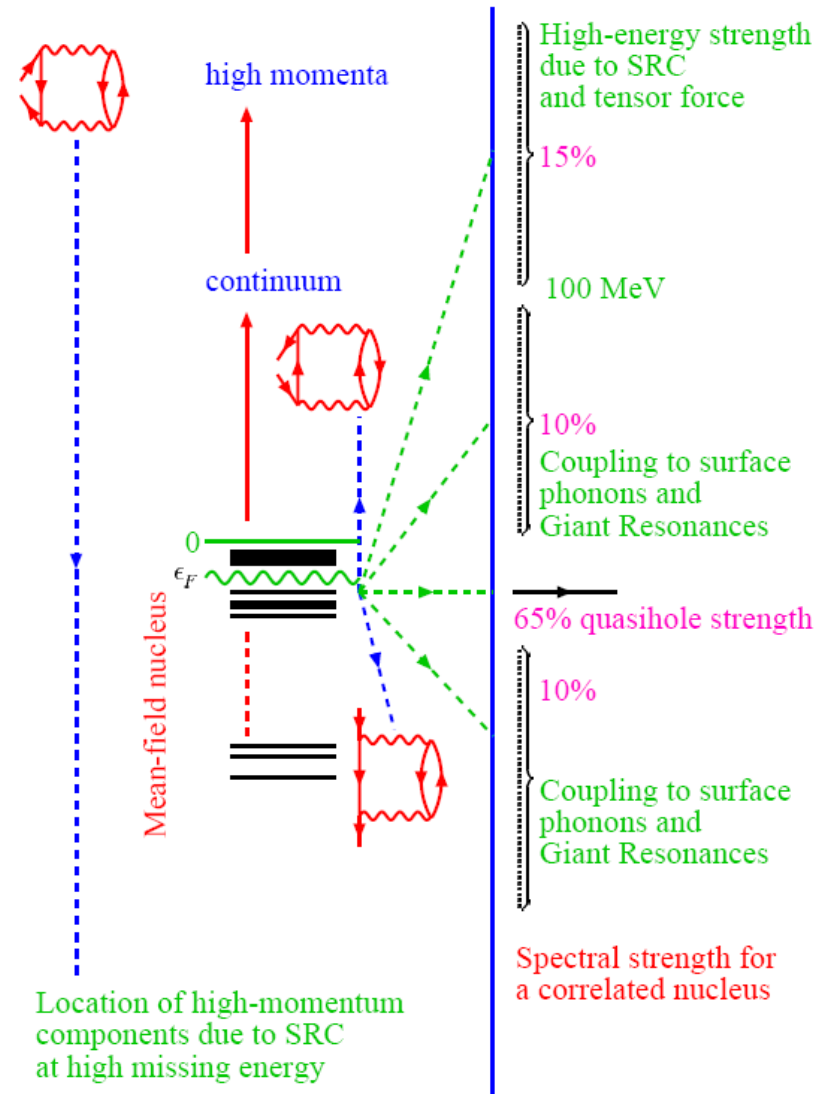 high momenta
continuum
0
ϵ_F
Mean-field nucleus
Location of high-momentum
components due to SRC
at high missing energy
High-energy strength
due to SRC
and tensor force
15%
100 MeV
10%
Coupling to surface
phonons and
Giant Resonances
65% quasihole strength
10%
Coupling to surface
phonons and
Giant Resonances
Spectral strength for
a correlated nucleus